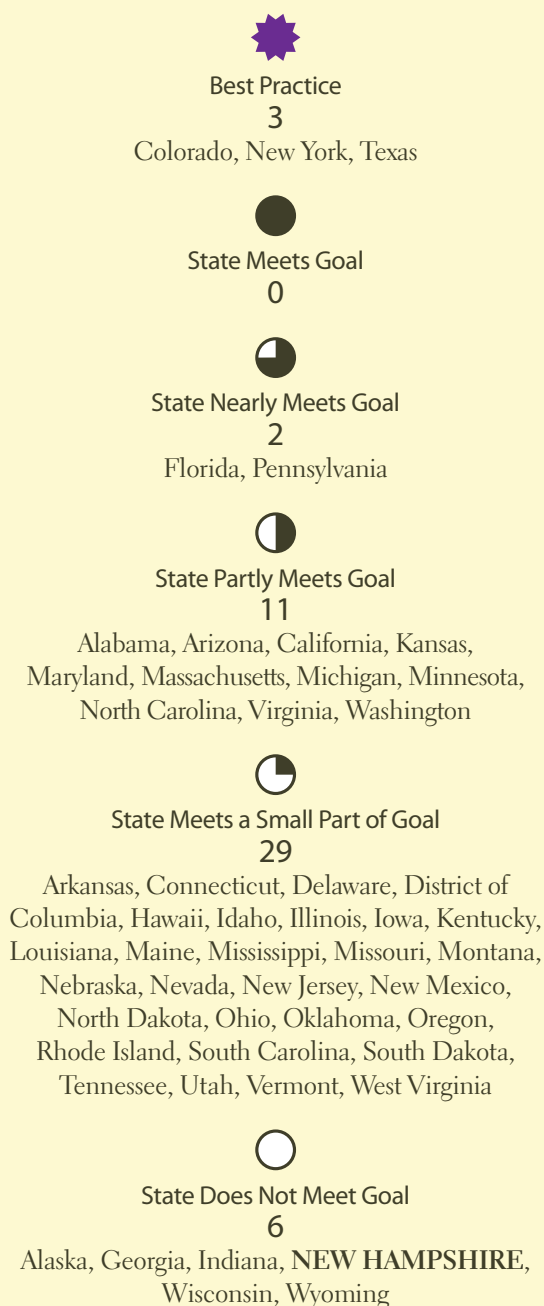 Best Practice
3
Colorado, New York, Texas
State Meets Goal
0
State Nearly Meets Goal
2
Florida, Pennsylvania
State Partly Meets Goal
11
Alabama, Arizona, California, Kansas,
Maryland, Massachusetts, Michigan, Minnesota,
North Carolina, Virginia, Washington
State Meets a Small Part of Goal
29
Arkansas, Connecticut, Delaware, District of
Columbia, Hawaii, Idaho, Illinois, Iowa, Kentucky,
Louisiana, Maine, Mississippi, Missouri, Montana,
Nebraska, Nevada, New Jersey, New Mexico,
North Dakota, Ohio, Oklahoma, Oregon,
Rhode Island, South Carolina, South Dakota,
Tennessee, Utah, Vermont, West Virginia
State Does Not Meet Goal
6
Alaska, Georgia, Indiana, NEW HAMPSHIRE,
Wisconsin, Wyoming